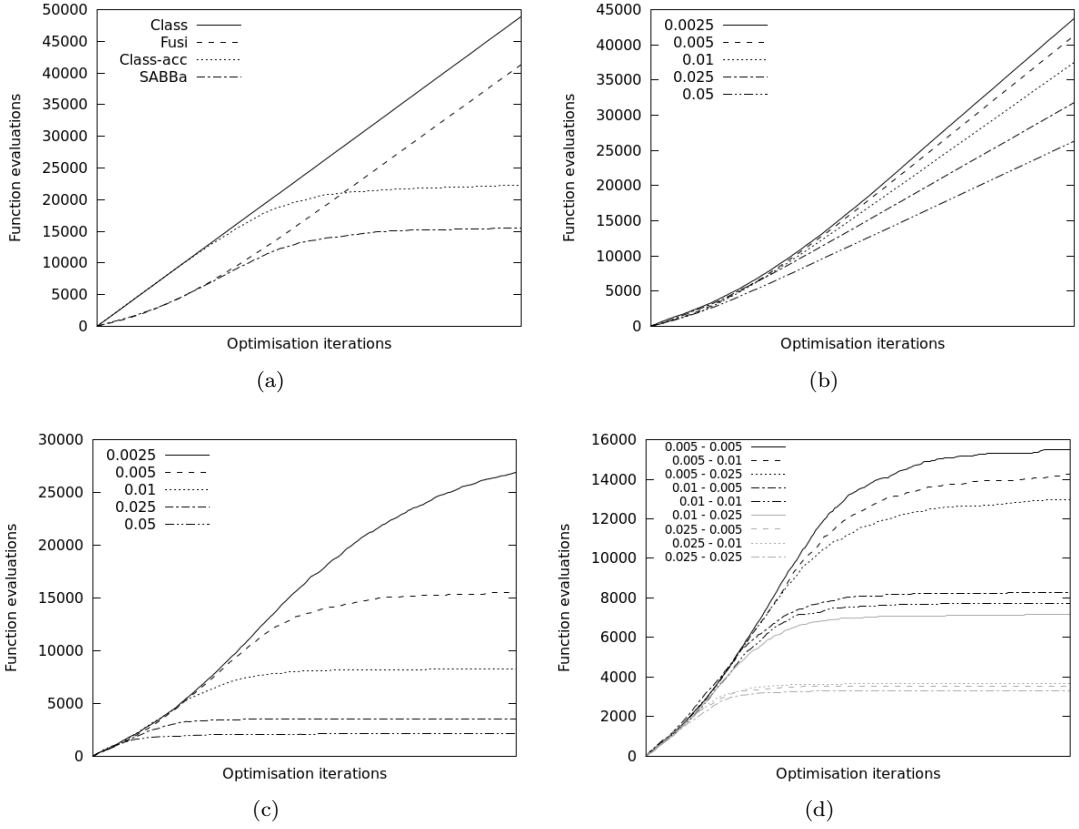 50000
45000
40000
35000
30000
25000
20000
15000
10000
5000
0
Function evaluations
Class
Fusi
Class-acc
SABBa
Optimisation iterations
(a)
45000
40000
35000
30000
25000
20000
15000
10000
5000
0
Function evaluations
0.0025
0.005
0.01
0.025
0.05
Optimisation iterations
(b)
30000
25000
20000
15000
10000
5000
0
Function evaluations
0.0025
0.005
0.01
0.025
0.05
Optimisation iterations
(c)
16000
14000
12000
10000
8000
6000
4000
2000
0
Function evaluations
0.005 - 0.005
0.005 - 0.01
0.005 - 0.025
0.01 - 0.005
0.01 - 0.01
0.01 - 0.025
0.025 - 0.005
0.025 - 0.01
0.025 - 0.025
Optimisation iterations
(d)